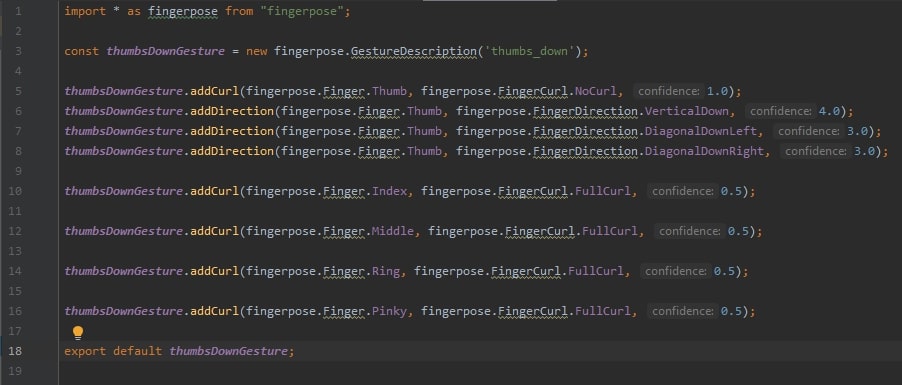 1 import * as fingerpose from "fingerpose";
2
3 const thumbsDownGesture = new fingerpose.GestureDescription('thumbs_down');
4
5 thumbsDownGesture.addCurl(fingerpose.Finger.Thumb, fingerpose.FingerCurl.NoCurl, confidence: 1.0);
6 thumbsDownGesture.addDirection(fingerpose.Finger.Thumb, fingerpose.FingerDirection.VerticalDown, confidence: 4.0);
7 thumbsDownGesture.addDirection(fingerpose.Finger.Thumb, fingerpose.FingerDirection.DiagonalDownLeft, confidence: 3.0);
8 thumbsDownGesture.addDirection(fingerpose.Finger.Thumb, fingerpose.FingerDirection.DiagonalDownRight, confidence: 3.0);
9
10 thumbsDownGesture.addCurl(fingerpose.Finger.Index, fingerpose.FingerCurl.FullCurl, confidence: 0.5);
11
12 thumbsDownGesture.addCurl(fingerpose.Finger.Middle, fingerpose.FingerCurl.FullCurl, confidence: 0.5);
13
14 thumbsDownGesture.addCurl(fingerpose.Finger.Ring, fingerpose.FingerCurl.FullCurl, confidence: 0.5);
15
16 thumbsDownGesture.addCurl(fingerpose.Finger.Pinky, fingerpose.FingerCurl.FullCurl, confidence: 0.5);
17
18 export default thumbsDownGesture;
19